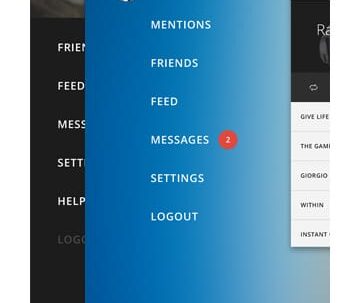 FRIEN
FEED
MESS
SETT
HELP
LOGO
MENTIONS
FRIENDS
FEED
MESSAGES 2
SETTINGS
LOGOUT
Ra
GIVE LIFE
THE GAM
GIORGIO
WITHIN
INSTANT